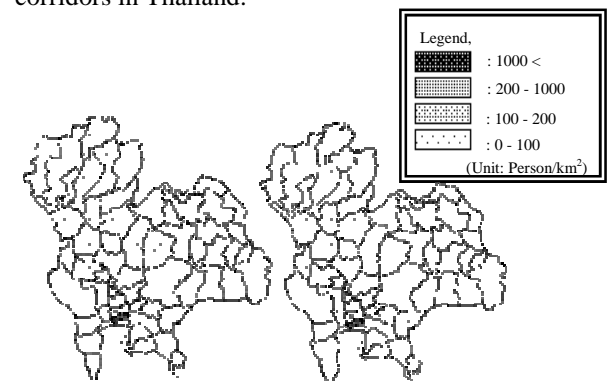 corridors in Thailand.
Legend,
: 1000 <
: 200 - 1000
: 100 - 200
: 0 - 100
(Unit: Person/km²)